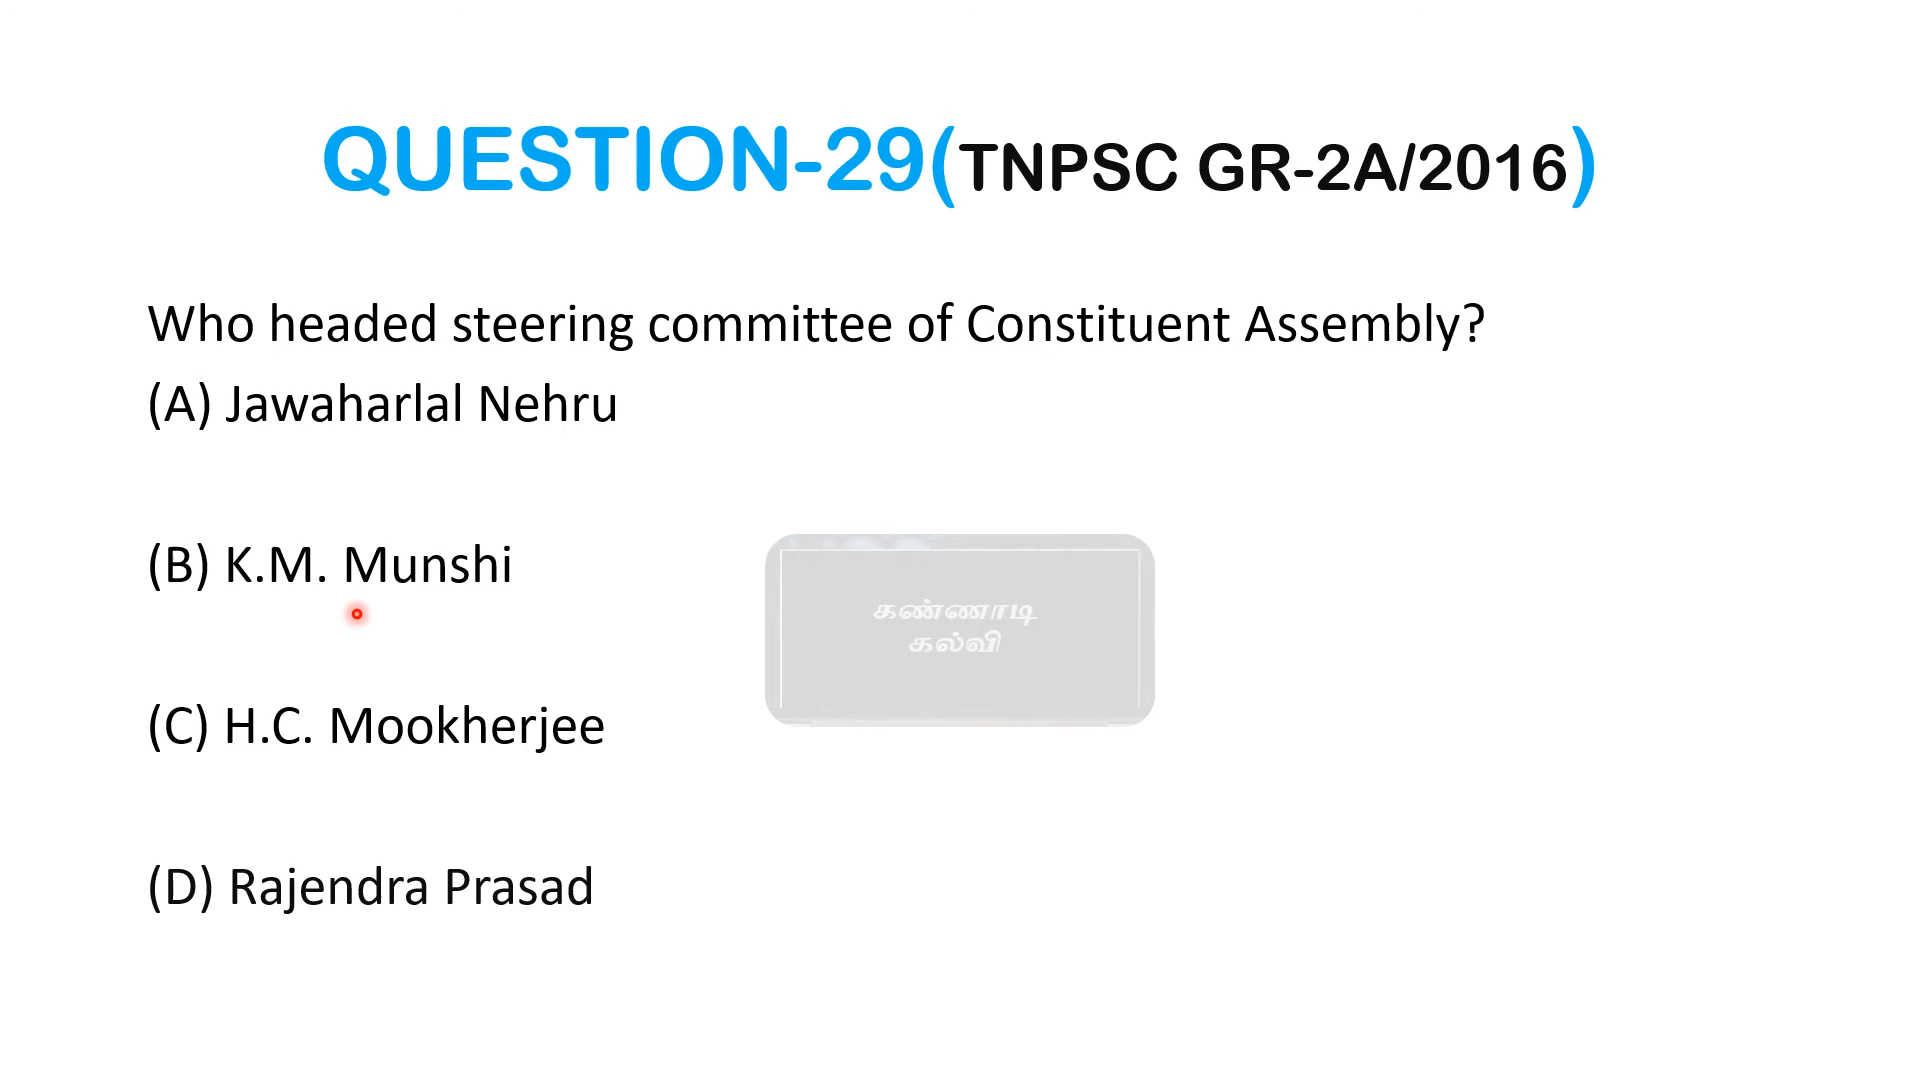 QUESTION-29(TNPSC GR-2A/2016)
Who headed steering committee of Constituent Assembly?
(A) Jawaharlal Nehru
(B) K.M. Munshi
கண்ணாடி
கல்வி
(C) H.C. Mookherjee
(D) Rajendra Prasad